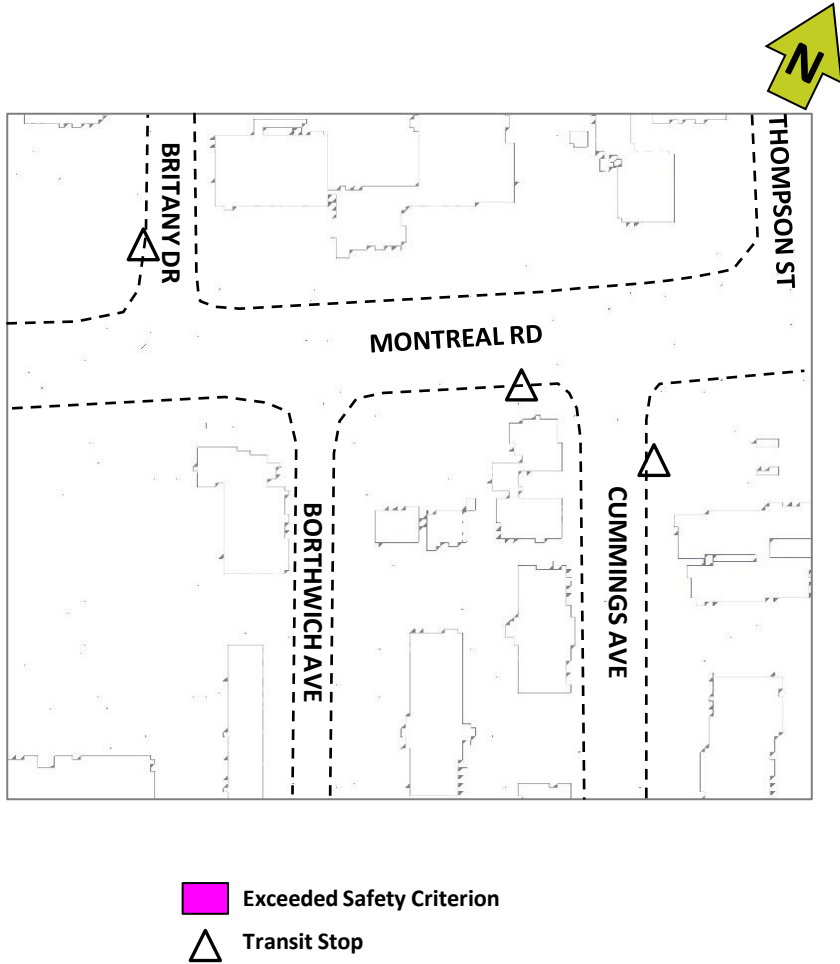 N
BRITANY DR
THOMPSON ST
MONTREAL RD
BORTHWICH AVE
CUMMINGS AVE
Exceeded Safety Criterion
Transit Stop